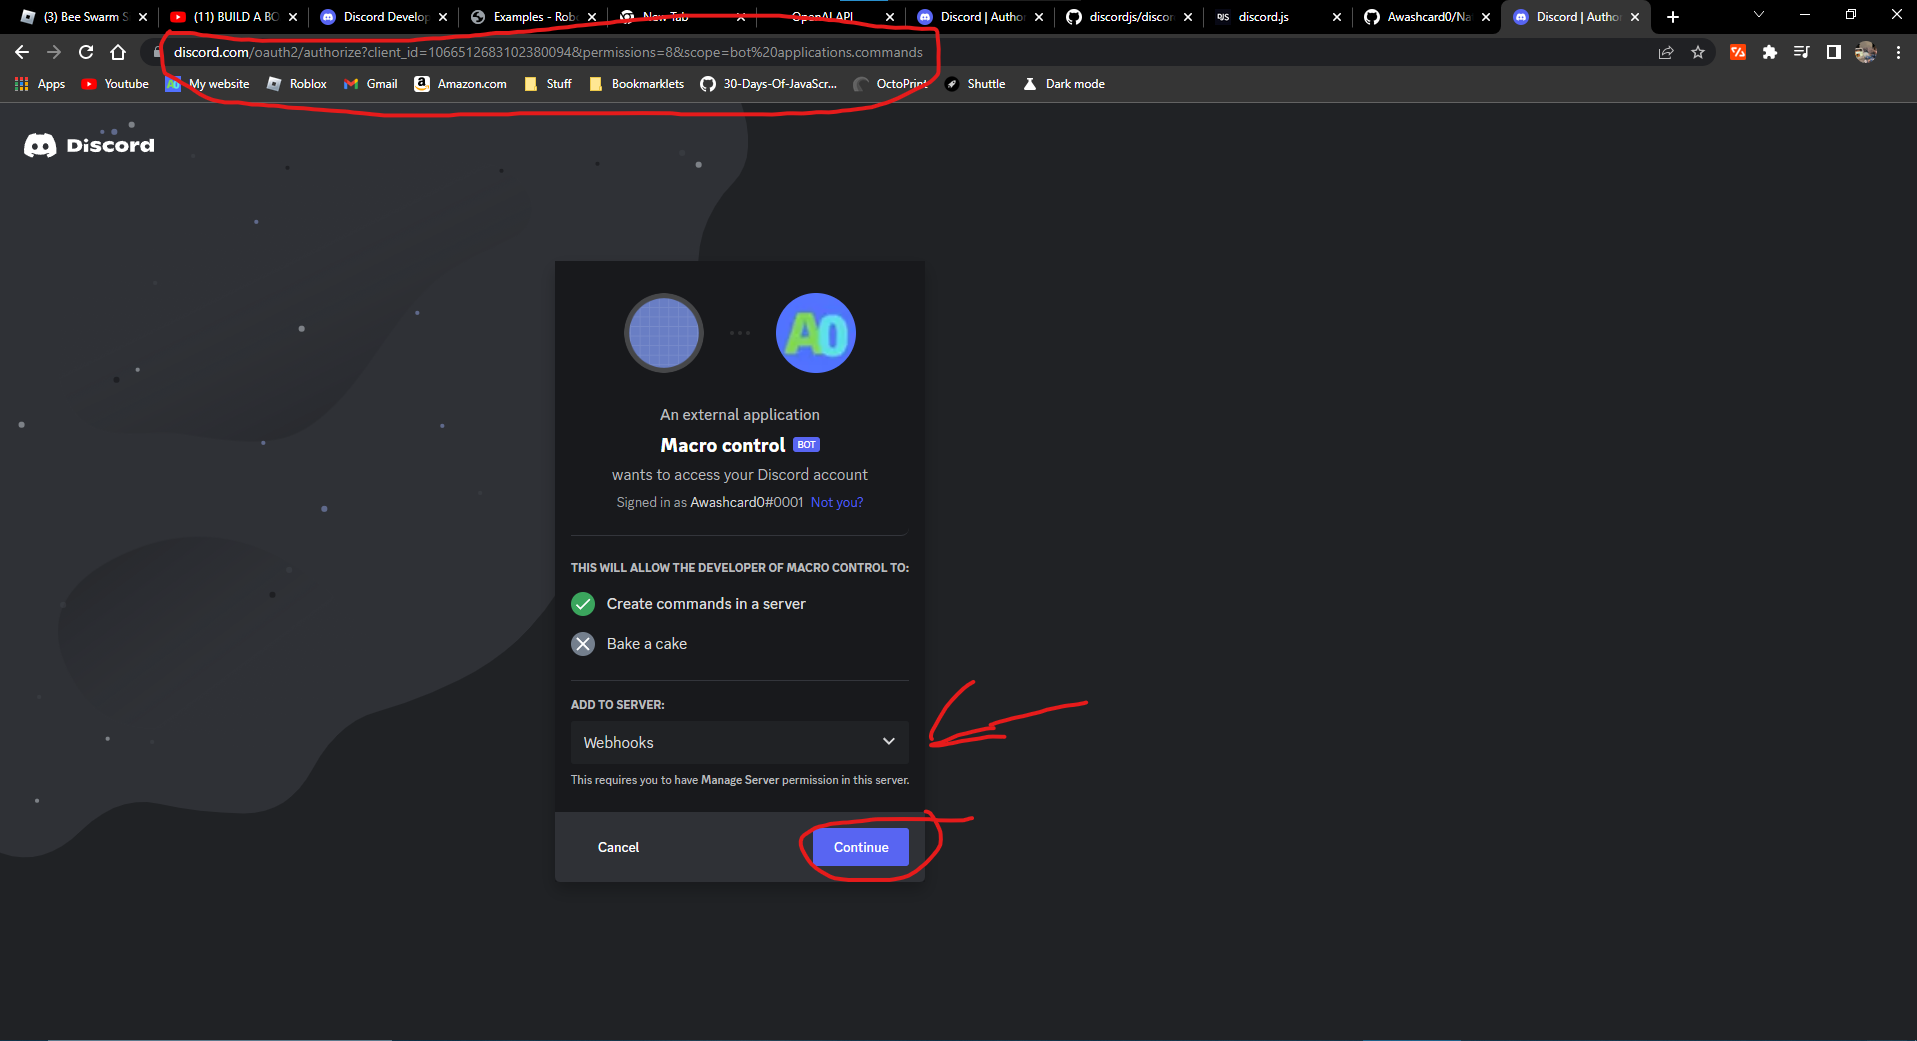 (3) Bee Swarm S
(11) BUILD A BO
Discord Develop
Examples - Rob
New Tab
OpenAI API
Discord | Autho
discordjs/discor
discord.js
Awashcard0/Na
Discord | Autho
discord.com/oauth2/authorize?client_id=1066512683102380094&permissions=8&scope=bot%20applications.commands
Apps Youtube My website Roblox Gmail Amazon.com Stuff Bookmarklets 30-Days-Of-JavaScr... OctoPrint Shuttle Dark mode
Discord
A0
An external application
Macro control BOT
wants to access your Discord account
Signed in as Awashcard0#0001 Not you?
THIS WILL ALLOW THE DEVELOPER OF MACRO CONTROL TO:
Create commands in a server
Bake a cake
ADD TO SERVER:
Webhooks
This requires you to have Manage Server permission in this server.
Cancel Continue